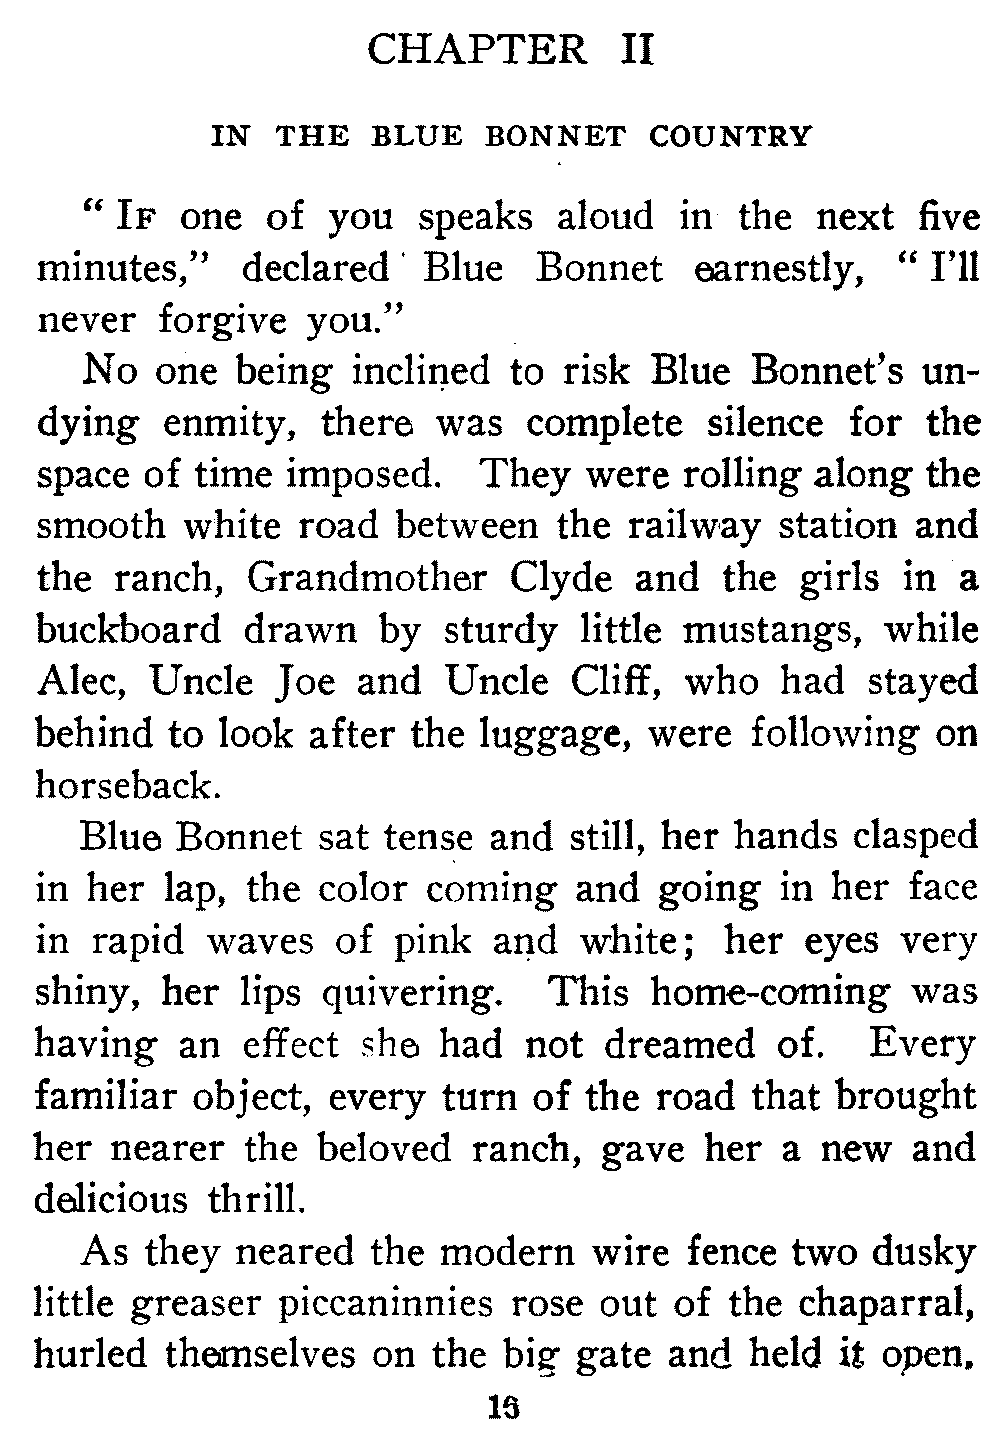 CHAPTER II
IN THE BLUE BONNET COUNTRY
" IF one of you speaks aloud in the next five
minutes," declared Blue Bonnet earnestly, " I'll
never forgive you."
No one being inclined to risk Blue Bonnet's un-
dying enmity, there was complete silence for the
space of time imposed. They were rolling along the
smooth white road between the railway station and
the ranch, Grandmother Clyde and the girls in a
buckboard drawn by sturdy little mustangs, while
Alec, Uncle Joe and Uncle Cliff, who had stayed
behind to look after the luggage, were following on
horseback.
Blue Bonnet sat tense and still, her hands clasped
in her lap, the color coming and going in her face
in rapid waves of pink and white; her eyes very
shiny, her lips quivering. This home-coming was
having an effect she had not dreamed of. Every
familiar object, every turn of the road that brought
her nearer the beloved ranch, gave her a new and
delicious thrill.
As they neared the modern wire fence two dusky
little greaser piccaninnies rose out of the chaparral,
hurled themselves on the big gate and held it open.
16